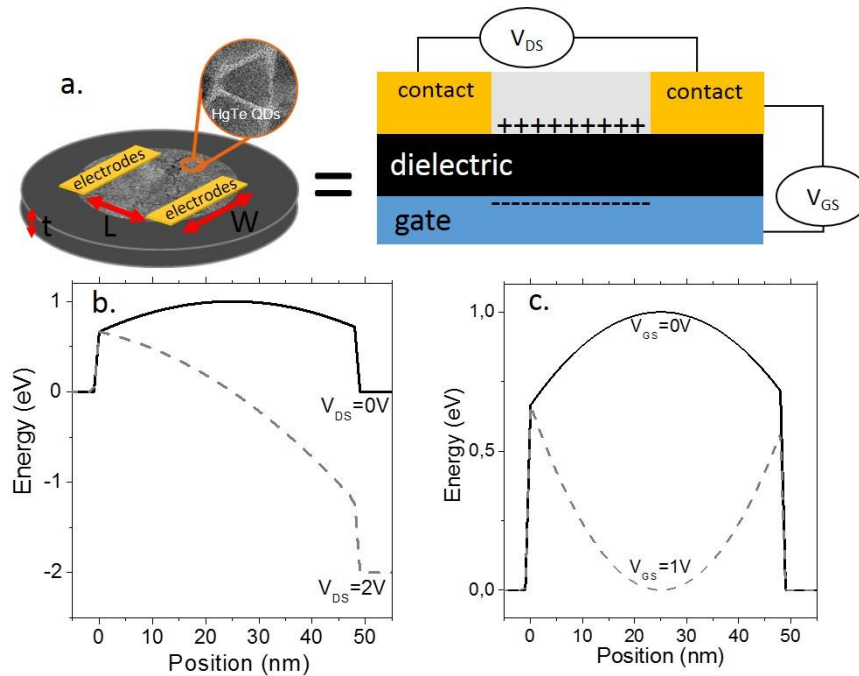 a.
HgTe QDs
electrodes
electrodes
t
L
W
=
V_DS
contact
contact
+++++++++
dielectric
----------------
gate
V_GS
b.
1
0
-1
-2
Energy (eV)
V_DS=0V
V_DS=2V
0 10 20 30 40 50
Position (nm)
c.
1,0
0,5
0,0
Energy (eV)
V_GS=0V
V_GS=1V
0 10 20 30 40 50
Position (nm)